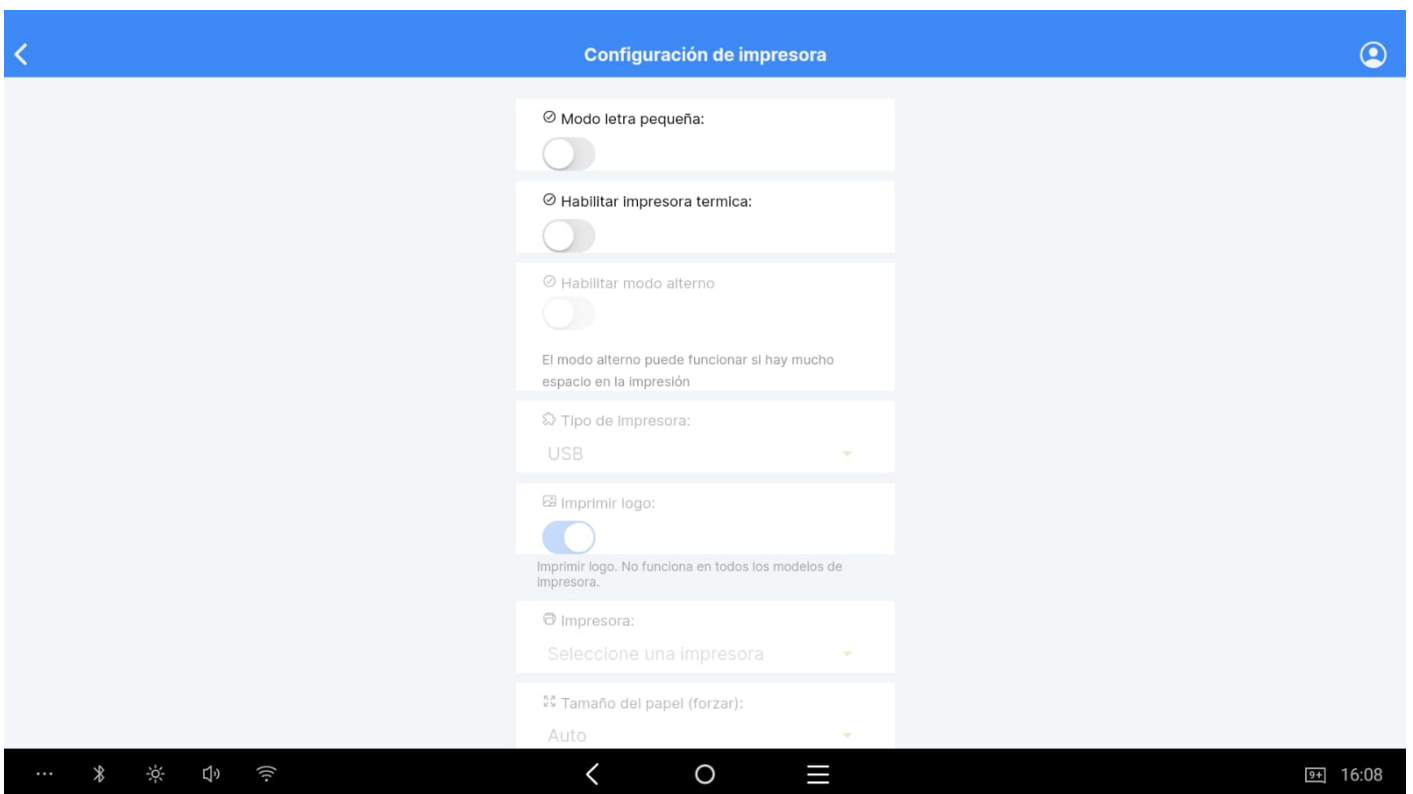 Configuración de impresora
Modo letra pequeña:
Habilitar impresora termica:
Habilitar modo alterno
El modo alterno puede funcionar si hay mucho
espacio en la impresión
Tipo de impresora:
USB
Imprimir logo:
Imprimir logo. No funciona en todos los modelos de
impresora.
Impresora:
Seleccione una impresora
Tamaño del papel (forzar):
Auto
9+ 16:08